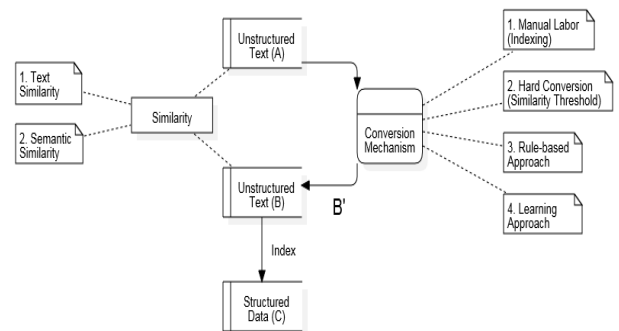 Unstructured
Text (A)
1. Text
Similarity
2. Semantic
Similarity
Similarity
Conversion
Mechanism
1. Manual Labor
(Indexing)
2. Hard Conversion
(Similarity Threshold)
3. Rule-based
Approach
4. Learning
Approach
Unstructured
Text (B)
B'
Index
Structured
Data (C)